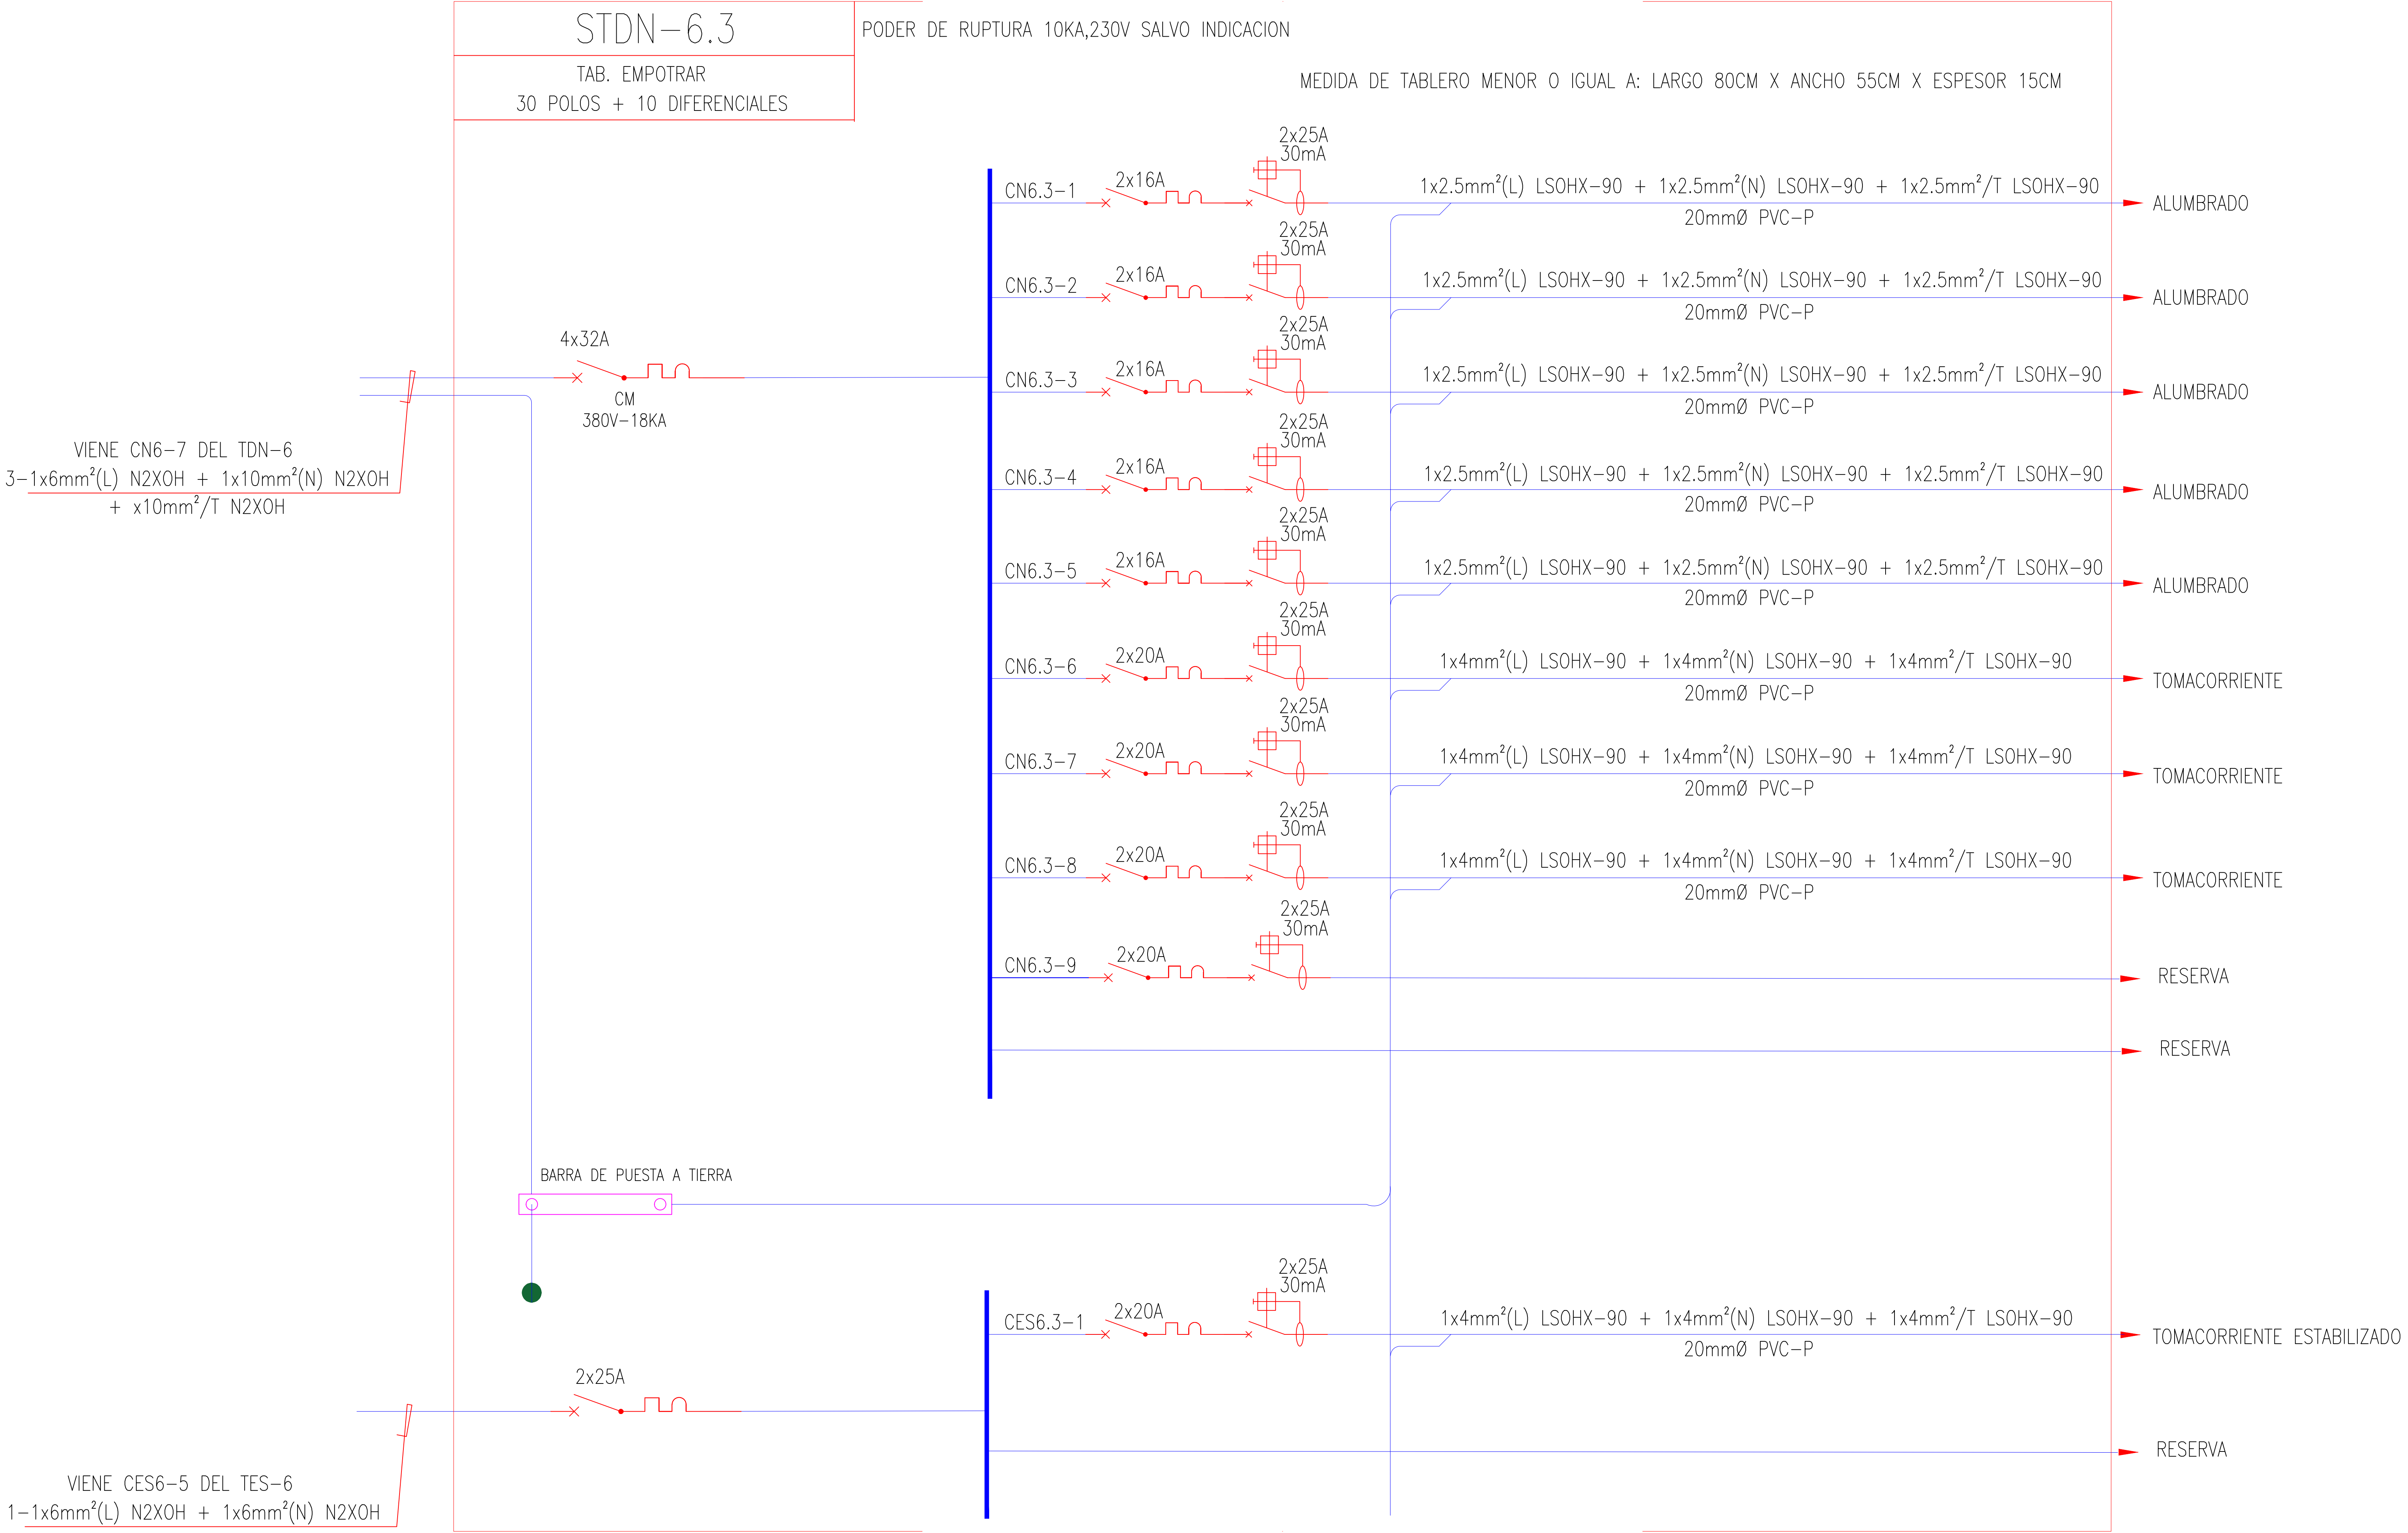 STDN-6.3
PODER DE RUPTURA 10KA,230V SALVO INDICACION
TAB. EMPOTRAR
30 POLOS + 10 DIFERENCIALES
MEDIDA DE TABLERO MENOR O IGUAL A: LARGO 80CM X ANCHO 55CM X ESPESOR 15CM
2x25A
30mA
CN6.3-1
2x16A
1x2.5mm²(L) LSOHX-90 + 1x2.5mm²(N) LSOHX-90 + 1x2.5mm²/T LSOHX-90
20mmØ PVC-P
ALUMBRADO
2x25A
30mA
CN6.3-2
2x16A
1x2.5mm²(L) LSOHX-90 + 1x2.5mm²(N) LSOHX-90 + 1x2.5mm²/T LSOHX-90
20mmØ PVC-P
ALUMBRADO
2x25A
30mA
CN6.3-3
2x16A
1x2.5mm²(L) LSOHX-90 + 1x2.5mm²(N) LSOHX-90 + 1x2.5mm²/T LSOHX-90
20mmØ PVC-P
ALUMBRADO
4x32A
CM
380V-18KA
VIENE CN6-7 DEL TDN-6
3-1x6mm²(L) N2XOH + 1x10mm²(N) N2XOH
+ x10mm²/T N2XOH
2x25A
30mA
CN6.3-4
2x16A
1x2.5mm²(L) LSOHX-90 + 1x2.5mm²(N) LSOHX-90 + 1x2.5mm²/T LSOHX-90
20mmØ PVC-P
ALUMBRADO
2x25A
30mA
CN6.3-5
2x16A
1x2.5mm²(L) LSOHX-90 + 1x2.5mm²(N) LSOHX-90 + 1x2.5mm²/T LSOHX-90
20mmØ PVC-P
ALUMBRADO
2x25A
30mA
CN6.3-6
2x20A
1x4mm²(L) LSOHX-90 + 1x4mm²(N) LSOHX-90 + 1x4mm²/T LSOHX-90
20mmØ PVC-P
TOMACORRIENTE
2x25A
30mA
CN6.3-7
2x20A
1x4mm²(L) LSOHX-90 + 1x4mm²(N) LSOHX-90 + 1x4mm²/T LSOHX-90
20mmØ PVC-P
TOMACORRIENTE
2x25A
30mA
CN6.3-8
2x20A
1x4mm²(L) LSOHX-90 + 1x4mm²(N) LSOHX-90 + 1x4mm²/T LSOHX-90
20mmØ PVC-P
TOMACORRIENTE
2x25A
30mA
CN6.3-9
2x20A
RESERVA
RESERVA
BARRA DE PUESTA A TIERRA
2x25A
30mA
CES6.3-1
2x20A
1x4mm²(L) LSOHX-90 + 1x4mm²(N) LSOHX-90 + 1x4mm²/T LSOHX-90
20mmØ PVC-P
TOMACORRIENTE ESTABILIZADO
2x25A
RESERVA
VIENE CES6-5 DEL TES-6
1-1x6mm²(L) N2XOH + 1x6mm²(N) N2XOH